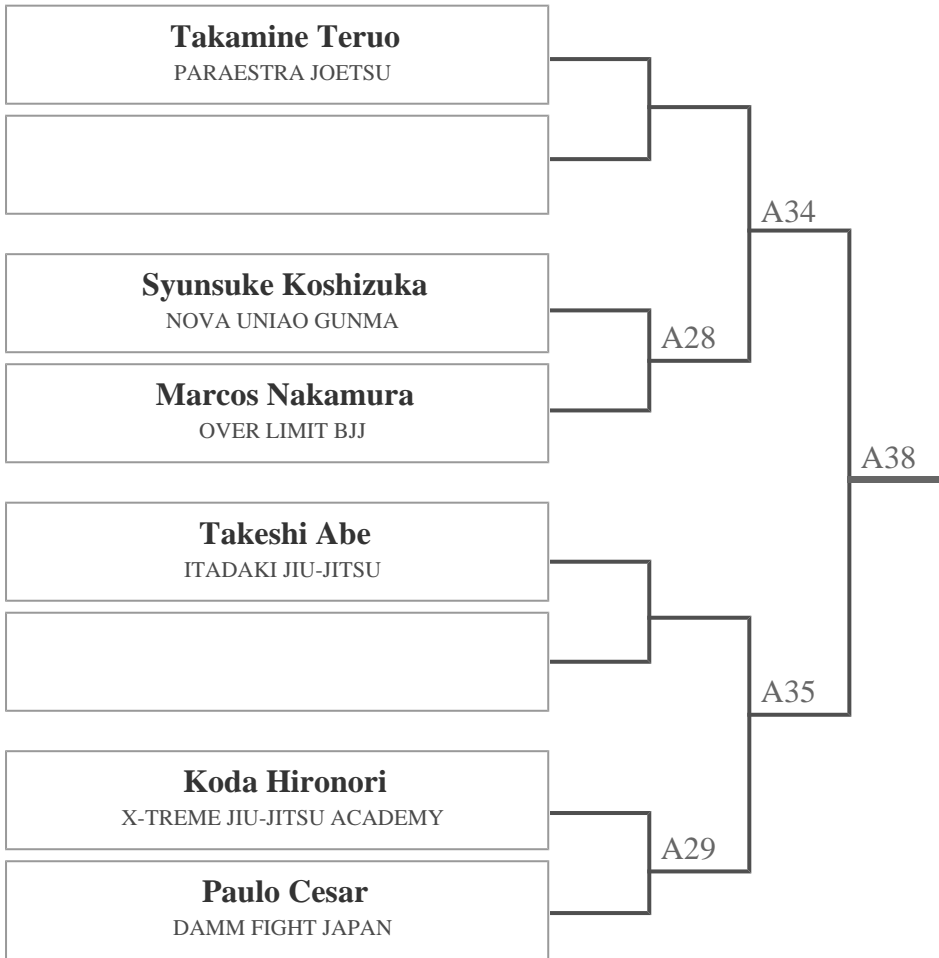 Takamine Teruo
PARAESTRA JOETSU
A34
Syunsuke Koshizuka
NOVA UNIAO GUNMA
A28
Marcos Nakamura
OVER LIMIT BJJ
A38
Takeshi Abe
ITADAKI JIU-JITSU
A35
Koda Hironori
X-TREME JIU-JITSU ACADEMY
A29
Paulo Cesar
DAMM FIGHT JAPAN